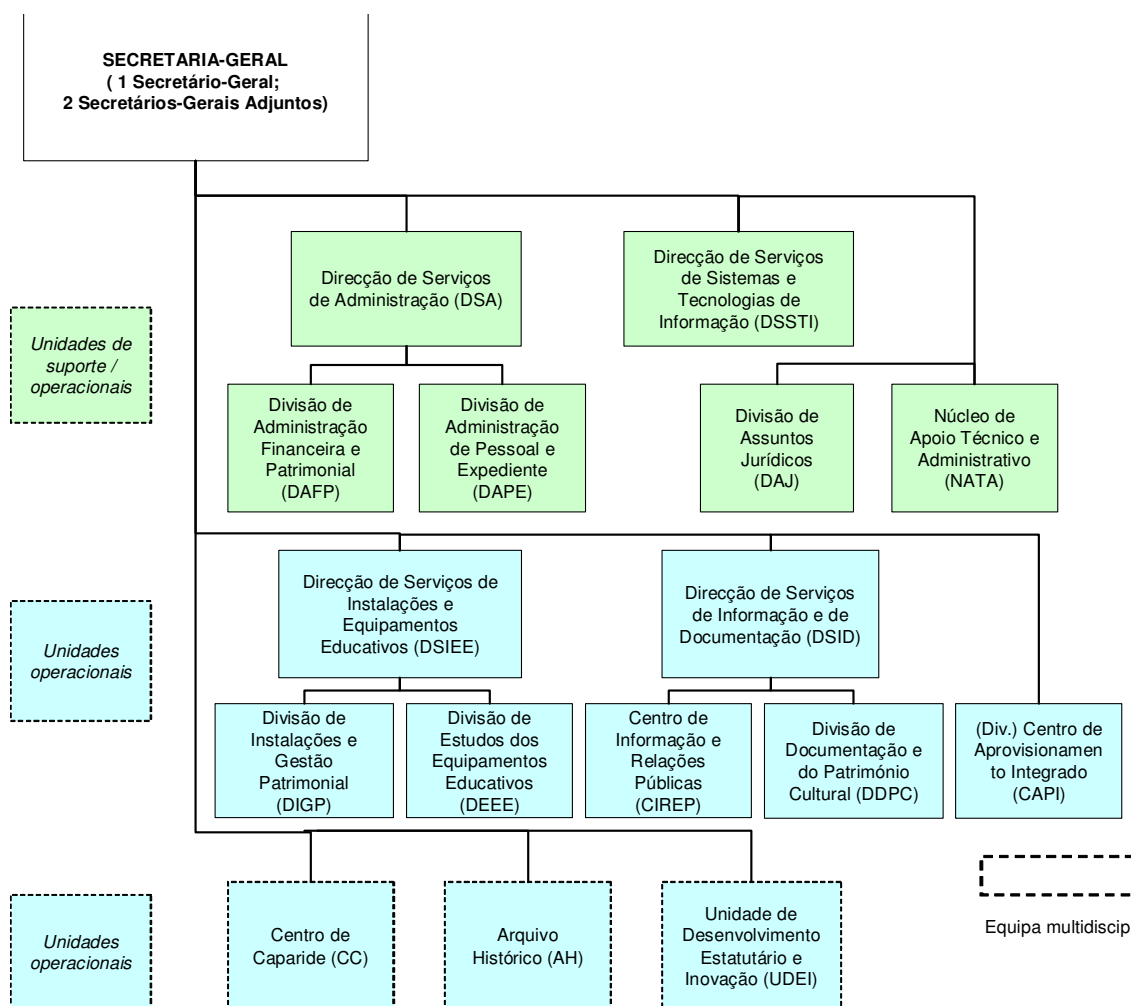 SECRETARIA-GERAL
( 1 Secretário-Geral;
2 Secretários-Gerais Adjuntos)
Direcção de Serviços
de Administração (DSA)
Direcção de Serviços
de Sistemas e
Tecnologias de
Informação (DSSTI)
Unidades de
suporte /
operacionais
Divisão de
Administração
Financeira e
Patrimonial
(DAFP)
Divisão de
Administração
de Pessoal e
Expediente
(DAPE)
Divisão de
Assuntos
Jurídicos
(DAJ)
Núcleo de
Apoio Técnico e
Administrativo
(NATA)
Direcção de Serviços de
Instalações e
Equipamentos
Educativos (DSIEE)
Direcção de Serviços
de Informação e de
Documentação (DSID)
Unidades
operacionais
Divisão de
Instalações e
Gestão
Patrimonial
(DIGP)
Divisão de
Estudos dos
Equipamentos
Educativos
(DEEE)
Centro de
Informação e
Relações
Públicas
(CIREP)
Divisão de
Documentação e
do Património
Cultural (DDPC)
(Div.) Centro de
Aprovisionamen
to Integrado
(CAPI)
Unidades
operacionais
Centro de
Caparide (CC)
Arquivo
Histórico (AH)
Unidade de
Desenvolvimento
Estatutário e
Inovação (UDEI)
Equipa multidiscip